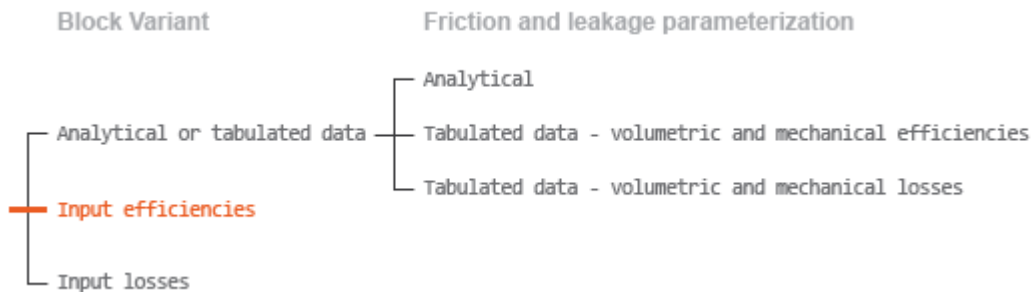 Block Variant Friction and leakage parameterization
Analytical
Analytical or tabulated data Tabulated data - volumetric and mechanical efficiencies
Tabulated data - volumetric and mechanical losses
Input efficiencies
Input losses